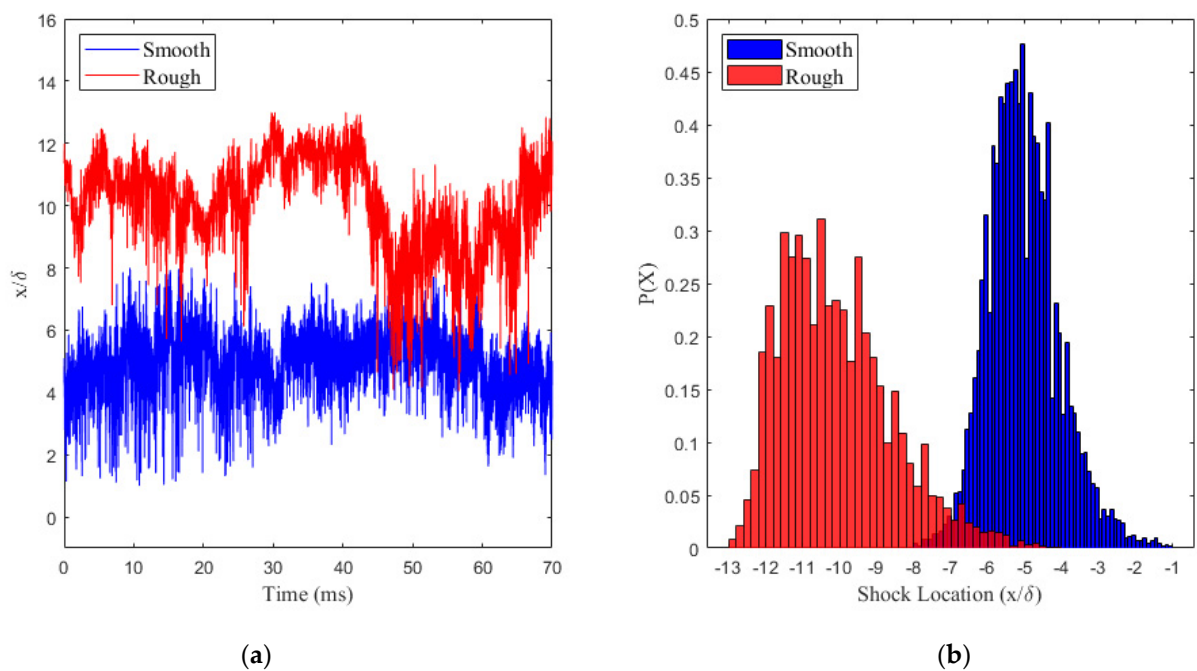 16
14
12
10
8
6
4
2
0
x/δ
Smooth
Rough
0 10 20 30 40 50 60 70
Time (ms)
(a)
0.5
0.45
0.4
0.35
0.3
0.25
0.2
0.15
0.1
0.05
0
P(X)
Smooth
Rough
-13 -12 -11 -10 -9 -8 -7 -6 -5 -4 -3 -2 -1
Shock Location (x/δ)
(b)